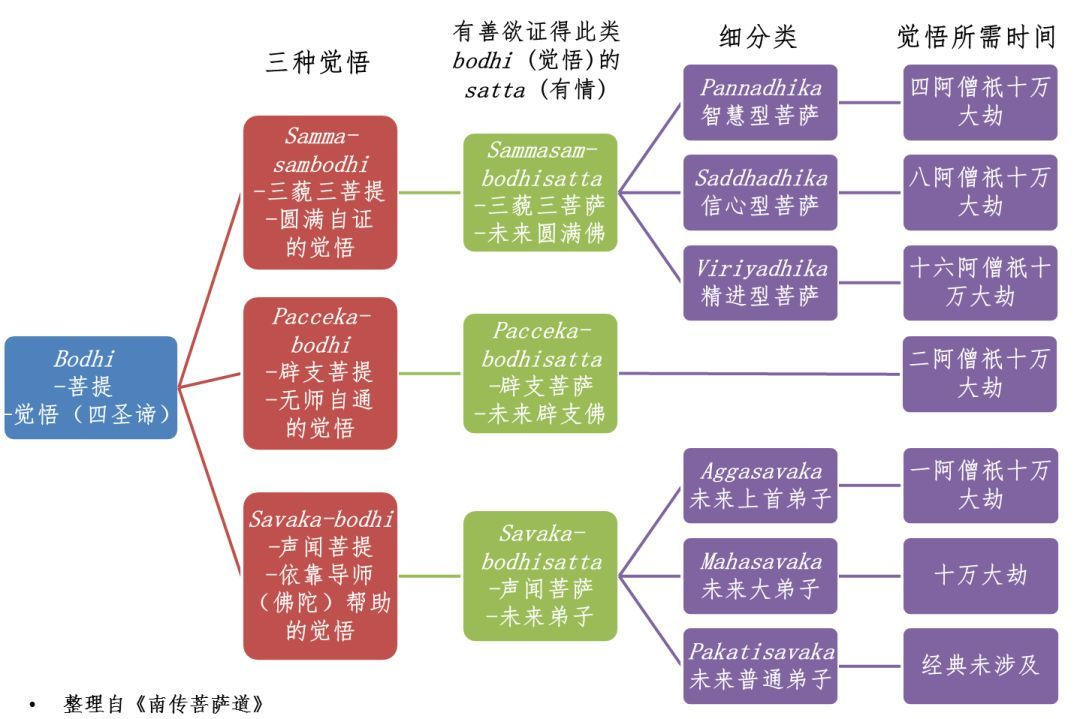 三种觉悟
有善欲证得此类
bodhi (觉悟)的
satta (有情)
细分类
觉悟所需时间
Bodhi
-菩提
-觉悟（四圣谛）
Samma-
sambodhi
-三藐三菩提
-圆满自证
的觉悟
Sammasam-
bodhisatta
-三藐三菩萨
-未来圆满佛
Pannadhika
智慧型菩萨
四阿僧祇十万
大劫
Saddhadhika
信心型菩萨
八阿僧祇十万
大劫
Viriyadhika
精进型菩萨
十六阿僧祇十
万大劫
Pacceka-
bodhi
-辟支菩提
-无师自通
的觉悟
Pacceka-
bodhisatta
-辟支菩萨
-未来辟支佛
二阿僧祇十万
大劫
Savaka-bodhi
-声闻菩提
-依靠导师
（佛陀）帮助
的觉悟
Savaka-
bodhisatta
-声闻菩萨
-未来弟子
Aggasavaka
未来上首弟子
一阿僧祇十万
大劫
Mahasavaka
未来大弟子
十万大劫
Pakatisavaka
未来普通弟子
经典未涉及
• 整理自《南传菩萨道》